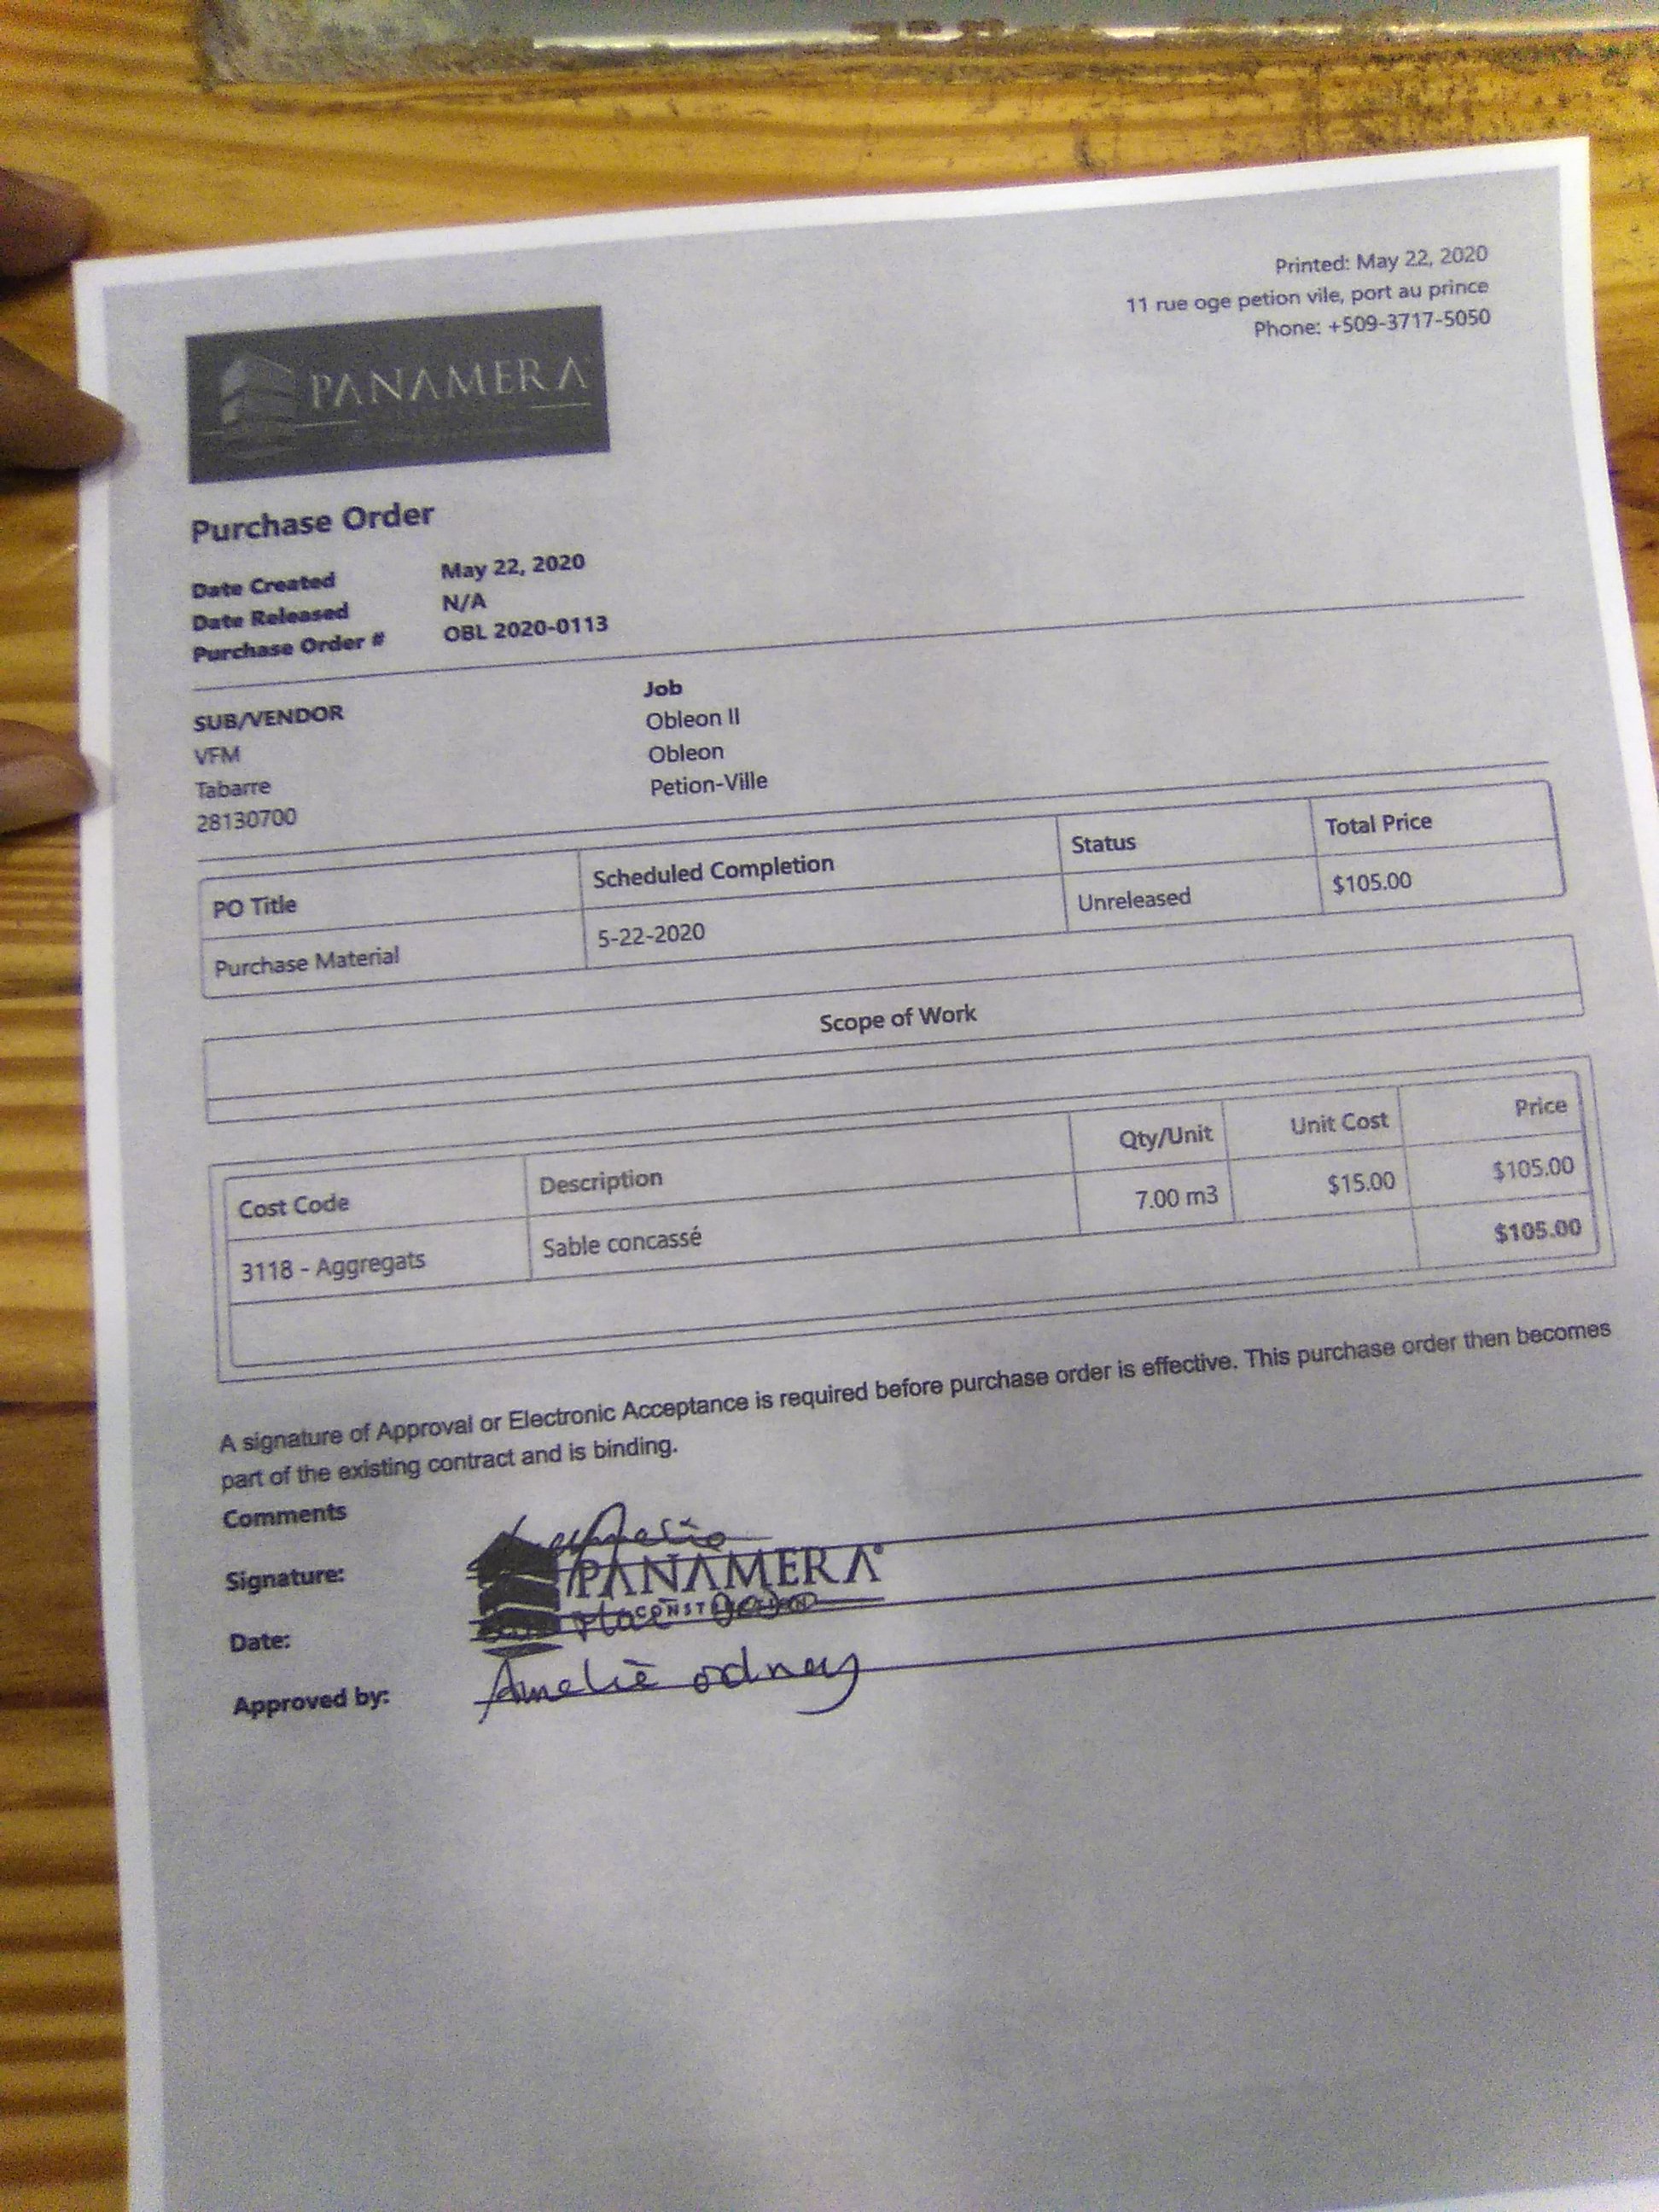 Printed: May 22, 2020
11 rue oge petion vile, port au prince
Phone: +509-3717-5050
PANAMERA
Purchase Order
Date Created May 22, 2020
Date Released N/A
Purchase Order # OBL 2020-0113
SUB/VENDOR Job
VFM Obleon II
Tabarre Obleon
28130700 Petion-Ville
PO Title Scheduled Completion Status Total Price
Purchase Material 5-22-2020 Unreleased $105.00
Scope of Work
Cost Code Description Qty/Unit Unit Cost Price
3118 - Aggregats Sable concassé 7.00 m3 $15.00 $105.00
$105.00
A signature of Approval or Electronic Acceptance is required before purchase order is effective. This purchase order then becomes
part of the existing contract and is binding.
Comments
Signature:
PANAMERA
CONSTRUCTION
Date: Mai 2020
Approved by: Amelie odney